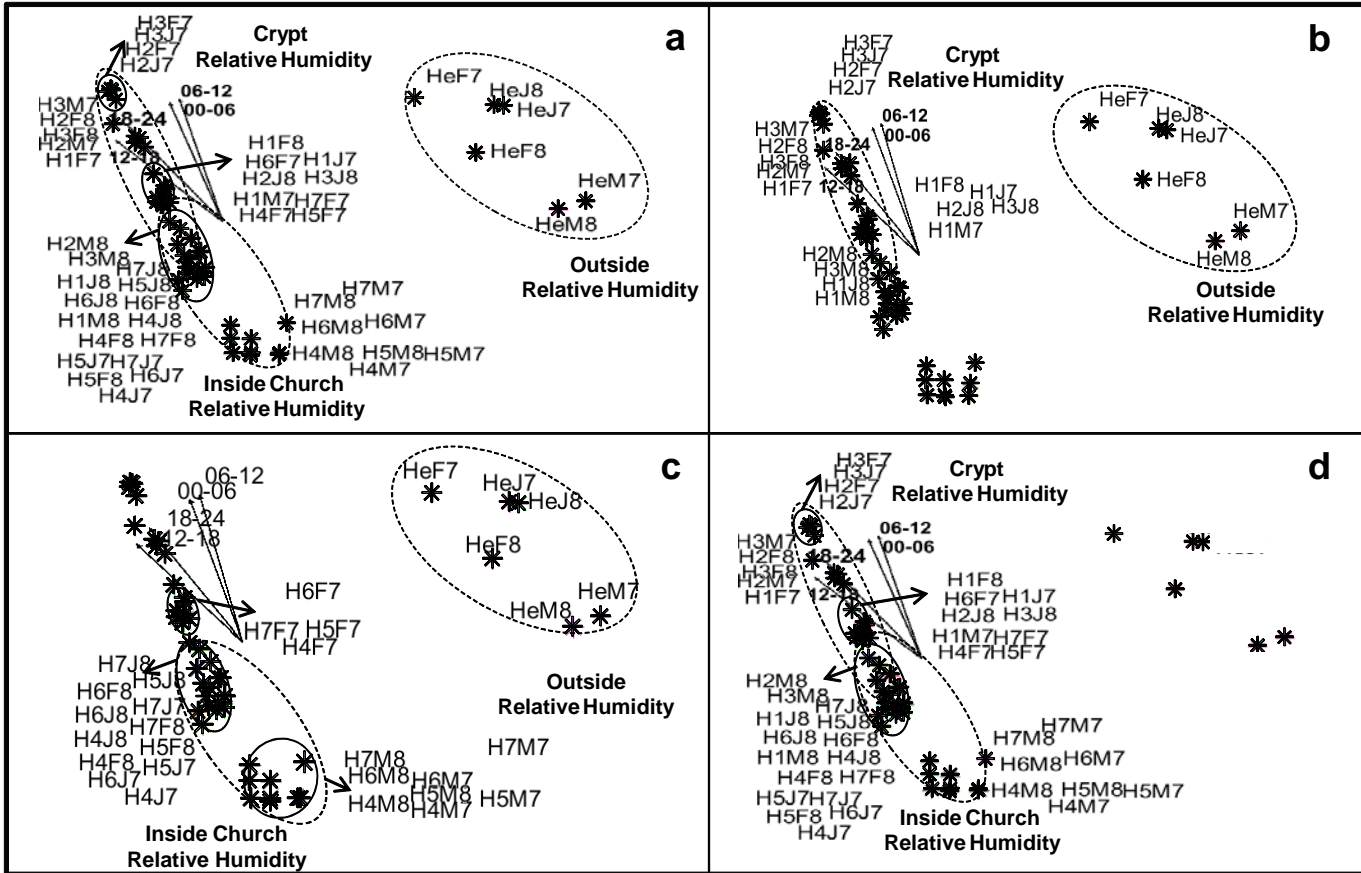 a
H3F7
H3J7
H2F7
H2J7
Crypt
Relative Humidity
06-12
00-06
18-24
12-18
H3M7
H2F8
H3F8
H2M7
H1F7
H1F8
H6F7 H1J7
H2J8 H3J8
H1M7 H7F7
H4F7 H5F7
H2M8
H3M8
H7J8
H1J8 H5J8
H6J8 H6F8
H1M8 H4J8
H4F8 H7F8
H5J7 H7J7
H5F8 H6J7
H4J7
H7M7
H7M8
H6M8 H6M7
H4M8 H5M8 H5M7
H4M7
Inside Church
Relative Humidity
HeF7
HeJ8
HeJ7
HeF8
HeM7
HeM8
Outside
Relative Humidity
b
H3F7
H3J7
H2F7
H2J7
Crypt
Relative Humidity
06-12
00-06
18-24
12-18
H3M7
H2F8
H3F8
H2M7
H1F7
H1F8
H1J7
H2J8 H3J8
H1M7
H2M8
H3M8
H1J8
H1M8
HeF7
HeJ8
HeJ7
HeF8
HeM7
HeM8
Outside
Relative Humidity
c
06-12
00-06
18-24
12-18
H6F7
H7F7 H5F7
H4F7
H7J8
H5J8
H6F8
H7J7
H6J8
H7F8
H4J8
H5F8
H4F8
H5J7
H6J7
H4J7
H7M7
H7M8
H6M8 H6M7
H5M8 H5M7
H4M8 H4M7
Inside Church
Relative Humidity
HeF7
HeJ7
HeJ8
HeF8
HeM7
HeM8
Outside
Relative Humidity
d
H3F7
H3J7
H2F7
H2J7
Crypt
Relative Humidity
06-12
00-06
18-24
12-18
H3M7
H2F8
H3F8
H2M7
H1F7
H1F8
H6F7 H1J7
H2J8 H3J8
H1M7 H7F7
H4F7 H5F7
H2M8
H3M8
H7J8
H1J8 H5J8
H6J8 H6F8
H1M8 H4J8
H4F8 H7F8
H5J7 H7J7
H5F8 H6J7
H4J7
H7M7
H7M8
H6M8 H6M7
H4M8 H5M8 H5M7
H4M7
Inside Church
Relative Humidity